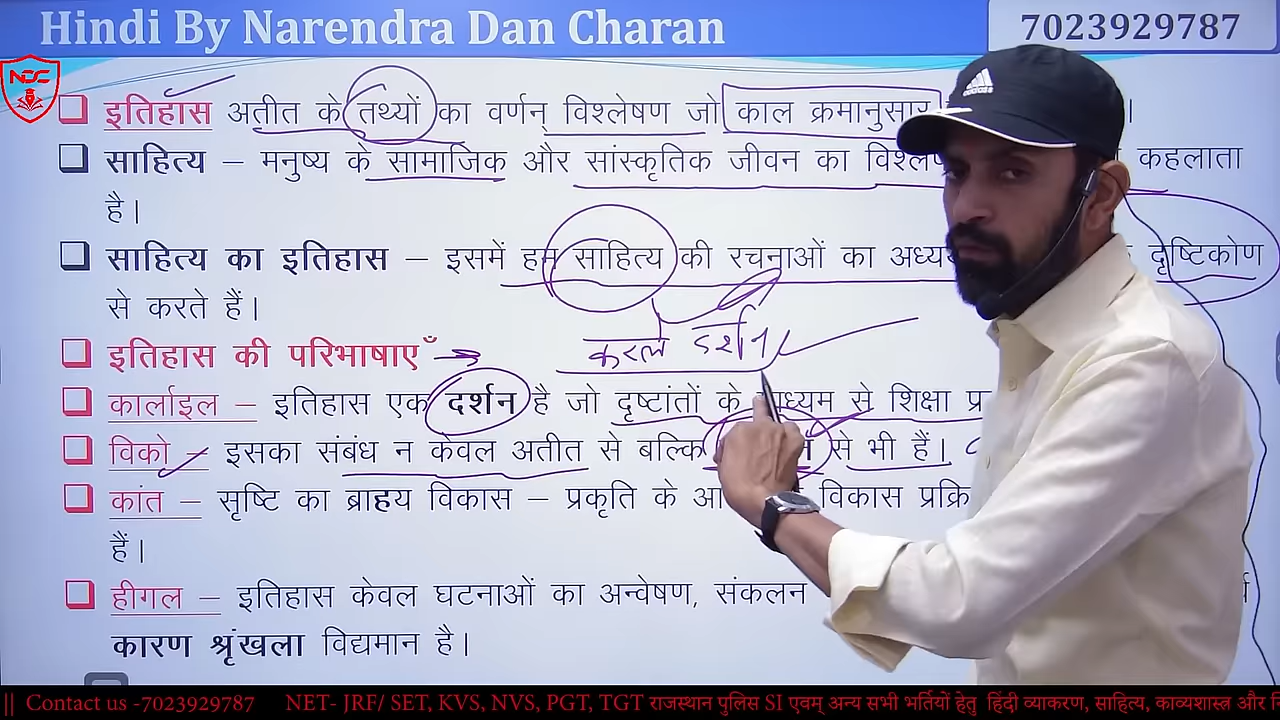 Hindi By Narendra Dan Charan
7023929787
NDC
इतिहास अतीत के तथ्यों का वर्णन् विश्लेषण जो काल क्रमानुसार
साहित्य – मनुष्य के सामाजिक और सांस्कृतिक जीवन का कहलाता
है।
साहित्य का इतिहास – इसमें हम साहित्य की रचनाओं का दृष्टिकोण
से करते हैं।
इतिहास की परिभाषाएँ
कार्लाइल – इतिहास एक दर्शन है जो दृष्टांतों के माध्यम से शिक्षा
विको – इसका संबंध न केवल अतीत से बल्कि से भी हैं।
कांत – सृष्टि का ब्राहय विकास – प्रकृति के विकास
हैं।
हीगल – इतिहास केवल घटनाओं का अन्वेषण, संकलन
कारण श्रृंखला विद्यमान है।
|| Contact us -7023929787 NET- JRF/ SET, KVS, NVS, PGT, TGT राजस्थान पुलिस SI एवम् अन्य सभी भर्तियों हेतु हिंदी व्याकरण, साहित्य, काव्यशास्त्र और